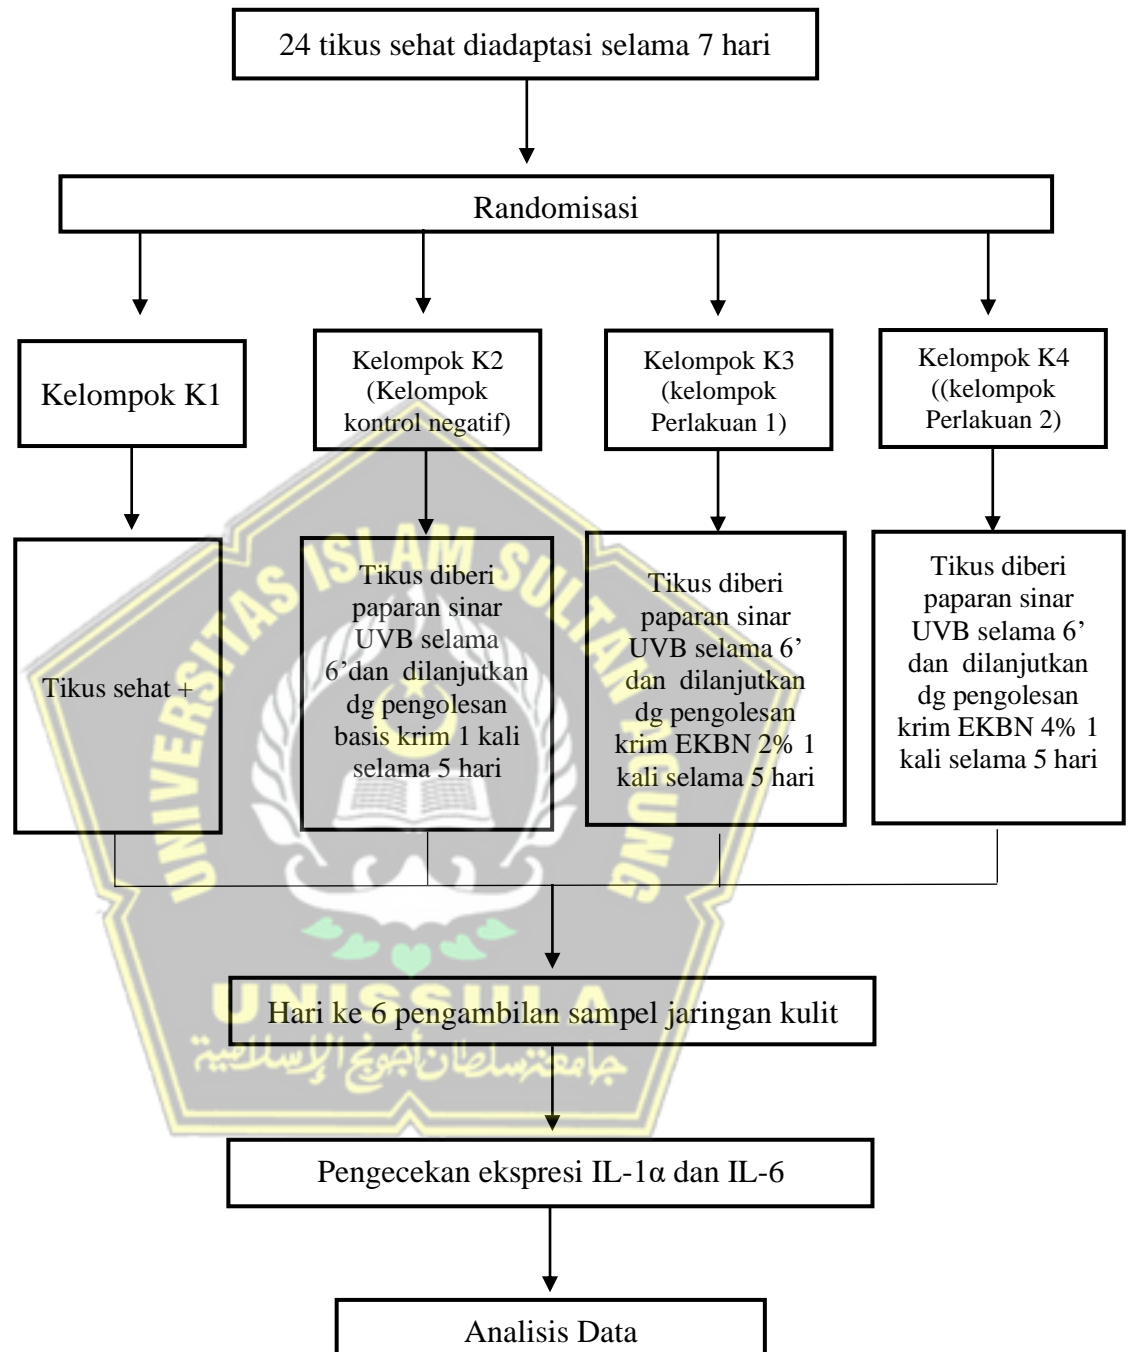 24 tikus sehat diadaptasi selama 7 hari
Randomisasi
Kelompok K1
Kelompok K2
(Kelompok
kontrol negatif)
Kelompok K3
(kelompok
Perlakuan 1)
Kelompok K4
((kelompok
Perlakuan 2)
Tikus sehat +
Tikus diberi
paparan sinar
UVB selama
6’dan dilanjutkan
dg pengolesan
basis krim 1 kali
selama 5 hari
Tikus diberi
paparan sinar
UVB selama 6’
dan dilanjutkan
dg pengolesan
krim EKBN 2% 1
kali selama 5 hari
Tikus diberi
paparan sinar
UVB selama 6’
dan dilanjutkan
dg pengolesan
krim EKBN 4% 1
kali selama 5 hari
UNIVERSITAS ISLAM SULTAN AGUNG
Hari ke 6 pengambilan sampel jaringan kulit
UNISSULA
جامعة سلطان أجونج الإسلامية
Pengecekan ekspresi IL-1α dan IL-6
Analisis Data